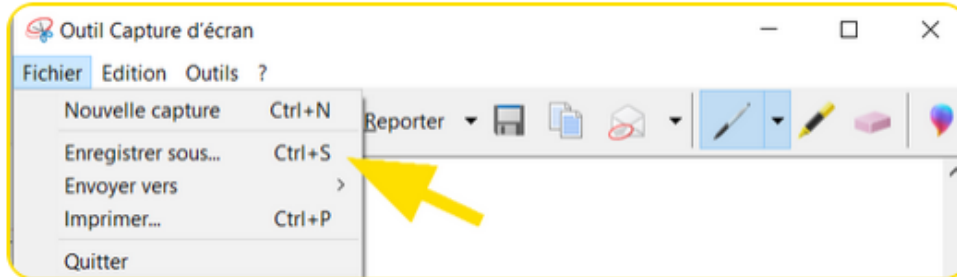 Outil Capture d'écran
Fichier Edition Outils ?
Nouvelle capture Ctrl+N
Reporter
Enregistrer sous... Ctrl+S
Envoyer vers >
Imprimer... Ctrl+P
Quitter